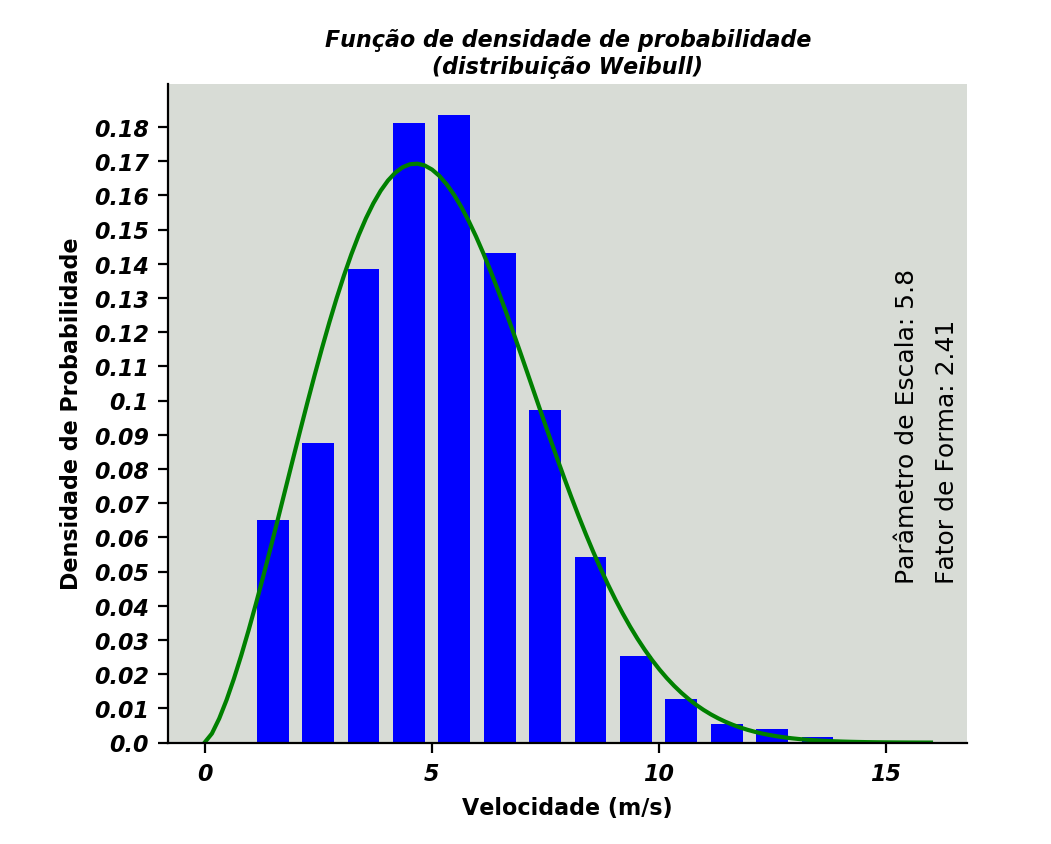 Função de densidade de probabilidade
(distribuição Weibull)
Densidade de Probabilidade
0.18
0.17
0.16
0.15
0.14
0.13
0.12
0.11
0.1
0.09
0.08
0.07
0.06
0.05
0.04
0.03
0.02
0.01
0.0
Parâmetro de Escala: 5.8
Fator de Forma: 2.41
0 5 10 15
Velocidade (m/s)